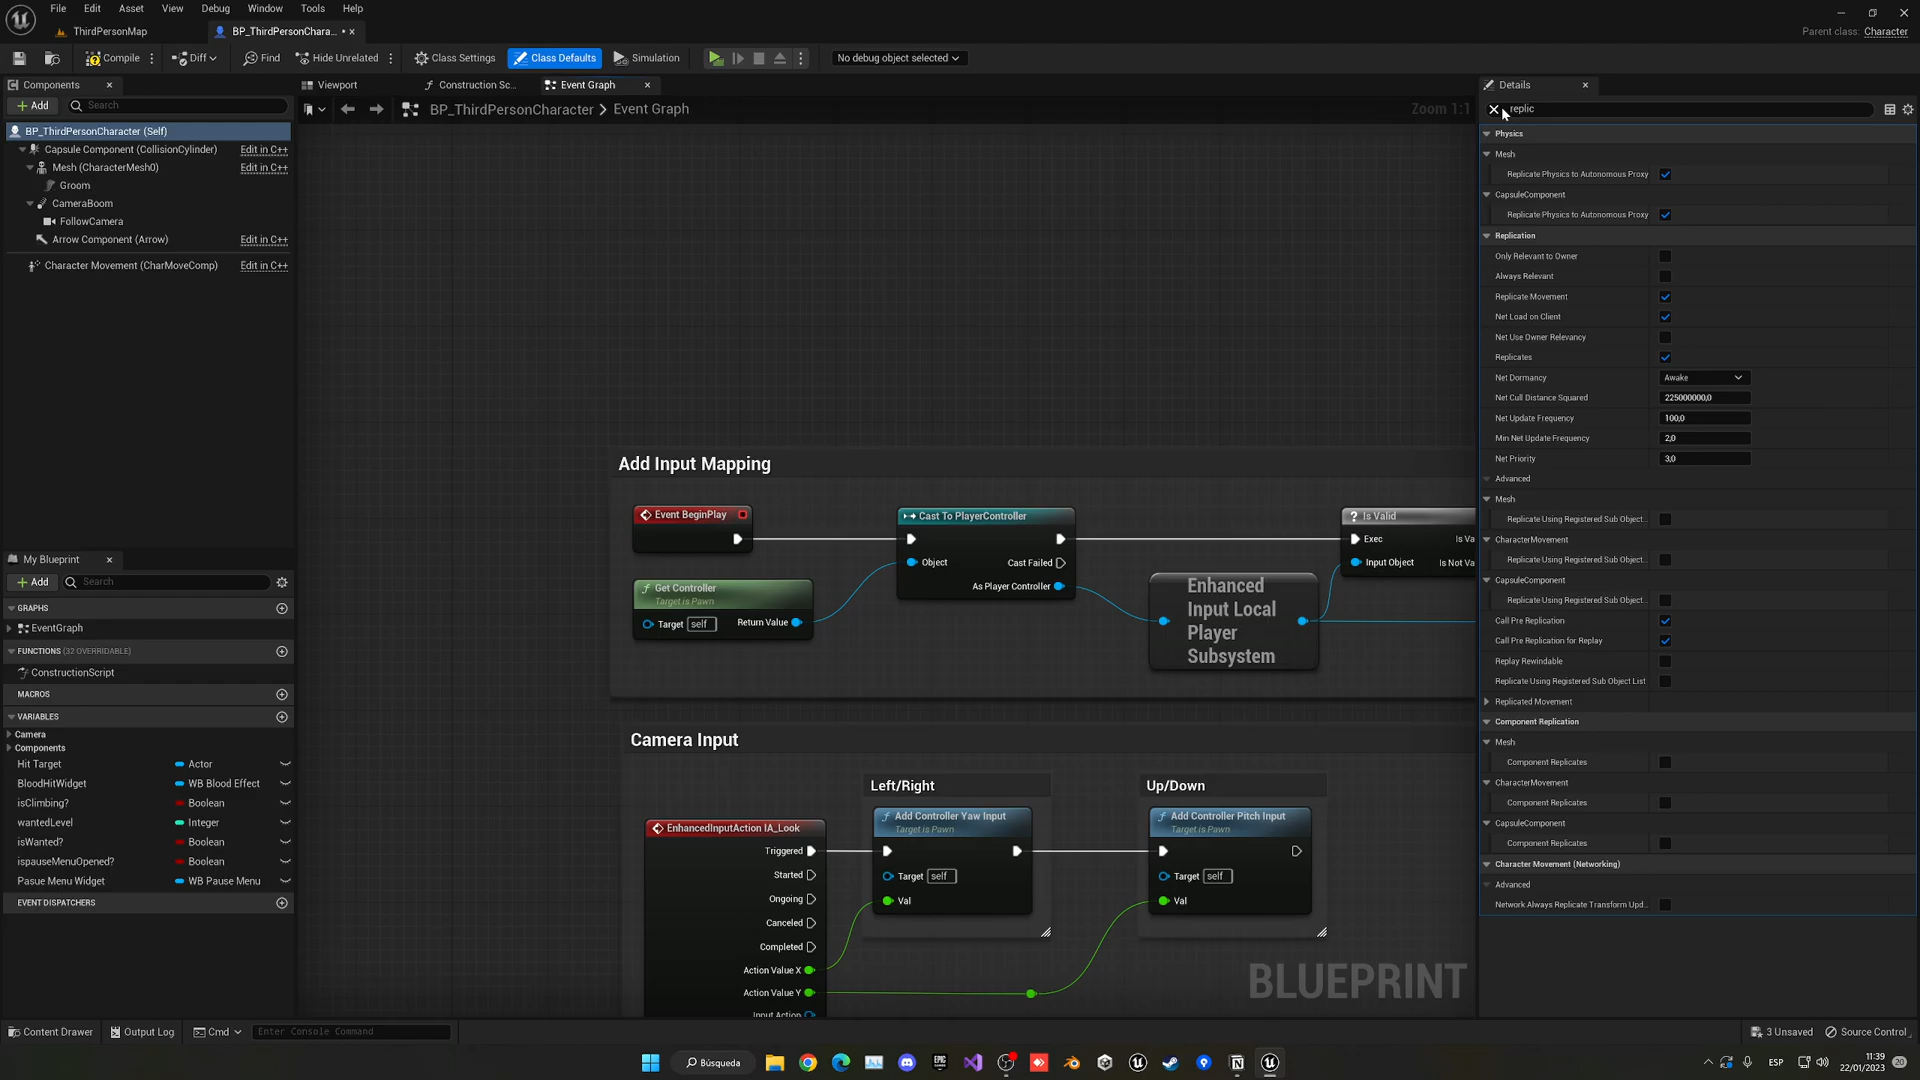 File Edit Asset View Debug Window Tools Help
ThirdPersonMap
BP_ThirdPersonChara... •
Parent class: Character
Compile
Diff
Find
Hide Unrelated
Class Settings
Class Defaults
Simulation
No debug object selected
Components
Viewport
Construction Sc...
Event Graph
Details
Add
Search
BP_ThirdPersonCharacter > Event Graph
Zoom 1:1
replic
BP_ThirdPersonCharacter (Self)
Capsule Component (CollisionCylinder) Edit in C++
Mesh (CharacterMesh0) Edit in C++
Groom
CameraBoom
FollowCamera
Arrow Component (Arrow) Edit in C++
Character Movement (CharMoveComp) Edit in C++
My Blueprint
Add
Search
GRAPHS
EventGraph
FUNCTIONS (32 OVERRIDABLE)
ConstructionScript
MACROS
VARIABLES
Camera
Components
Hit Target Actor
BloodHitWidget WB Blood Effect
isClimbing? Boolean
wantedLevel Integer
isWanted? Boolean
ispauseMenuOpened? Boolean
Pasue Menu Widget WB Pause Menu
EVENT DISPATCHERS
Add Input Mapping
Event BeginPlay
Get Controller
Target is Pawn
Target self
Return Value
Cast To PlayerController
Object
Cast Failed
As Player Controller
Enhanced
Input Local
Player
Subsystem
? Is Valid
Exec Is Va
Input Object Is Not Va
Camera Input
Left/Right
Up/Down
EnhancedInputAction IA_Look
Triggered
Started
Ongoing
Canceled
Completed
Action Value X
Action Value Y
Input Action
Add Controller Yaw Input
Target is Pawn
Target self
Val
Add Controller Pitch Input
Target is Pawn
Target self
Val
BLUEPRINT
Physics
Mesh
Replicate Physics to Autonomous Proxy
CapsuleComponent
Replicate Physics to Autonomous Proxy
Replication
Only Relevant to Owner
Always Relevant
Replicate Movement
Net Load on Client
Net Use Owner Relevancy
Replicates
Net Dormancy Awake
Net Cull Distance Squared 225000000,0
Net Update Frequency 100,0
Min Net Update Frequency 2,0
Net Priority 3,0
Advanced
Mesh
Replicate Using Registered Sub Object..
CharacterMovement
Replicate Using Registered Sub Object..
CapsuleComponent
Replicate Using Registered Sub Object..
Call Pre Replication
Call Pre Replication for Replay
Replay Rewindable
Replicate Using Registered Sub Object List
Replicated Movement
Component Replication
Mesh
Component Replicates
CharacterMovement
Component Replicates
CapsuleComponent
Component Replicates
Character Movement (Networking)
Advanced
Network Always Replicate Transform Upd..
Content Drawer
Output Log
Cmd
Enter Console Command
3 Unsaved
Source Control
Búsqueda
EPIC
ESP
11:39
22/01/2023
20